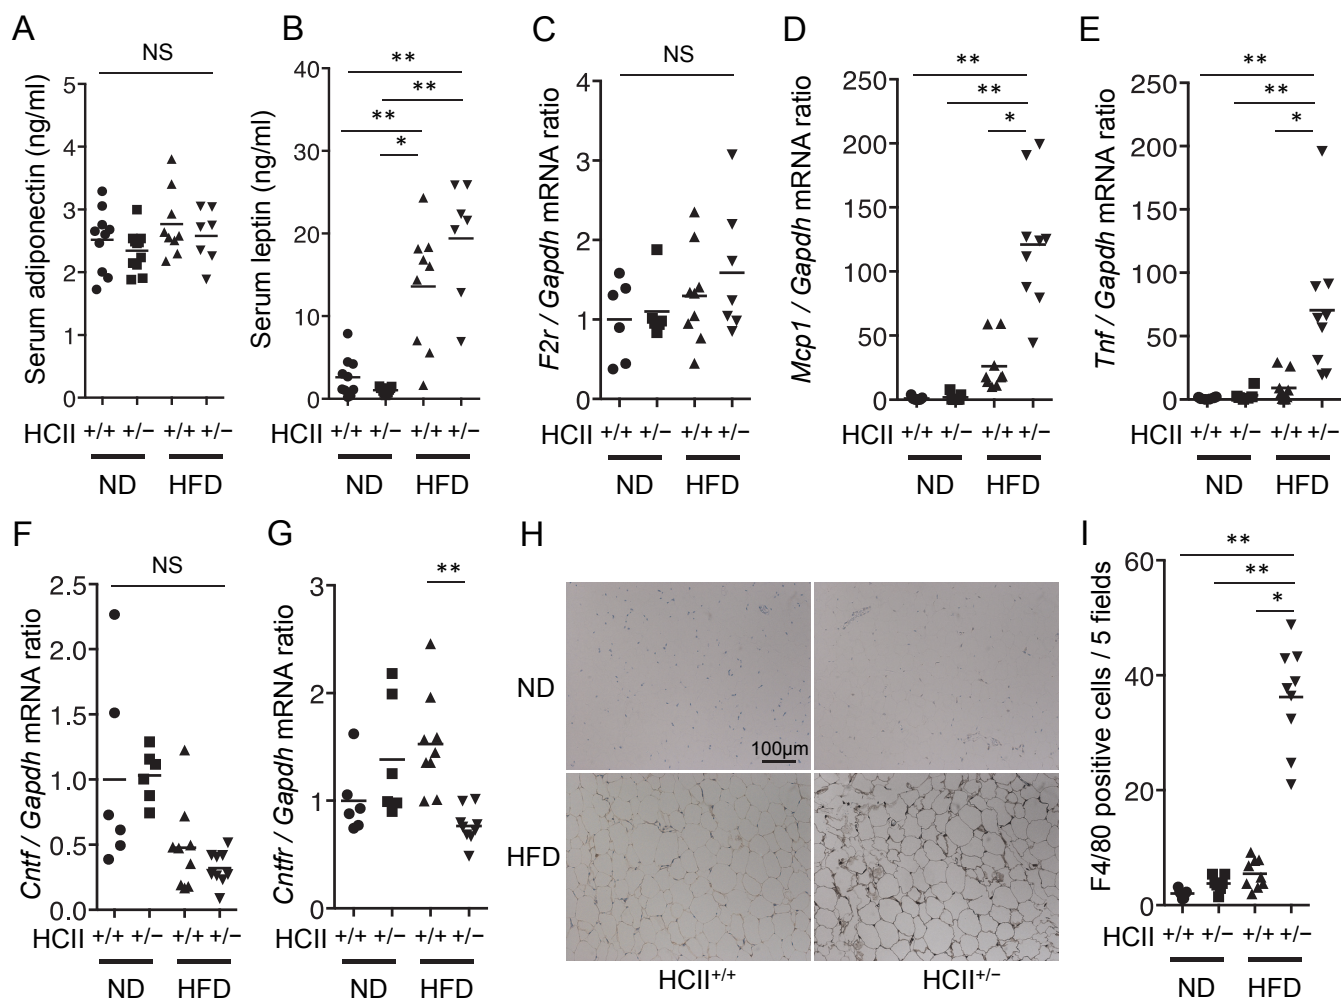 A
NS
Serum adiponectin (ng/ml)
5
4
3
2
1
0
HCII +/+ +/− +/+ +/−
ND HFD
B
**
**
**
*
Serum leptin (ng/ml)
40
30
20
10
0
+/+ +/− +/+ +/−
ND HFD
C
NS
F2r / Gapdh mRNA ratio
4
3
2
1
0
HCII +/+ +/− +/+ +/−
ND HFD
D
**
**
*
Mcp1 / Gapdh mRNA ratio
250
200
150
100
50
0
HCII +/+ +/− +/+ +/−
ND HFD
E
**
**
*
Tnf / Gapdh mRNA ratio
250
200
150
100
50
0
HCII +/+ +/− +/+ +/−
ND HFD
F
NS
Cntf / Gapdh mRNA ratio
2.5
2.0
1.5
1.0
0.5
0.0
HCII +/+ +/− +/+ +/−
ND HFD
G
**
Cntfr / Gapdh mRNA ratio
3
2
1
0
HCII +/+ +/− +/+ +/−
ND HFD
H
ND
100μm
HFD
HCII+/+ HCII+/−
I
**
**
*
F4/80 positive cells / 5 fields
60
40
20
0
HCII +/+ +/− +/+ +/−
ND HFD